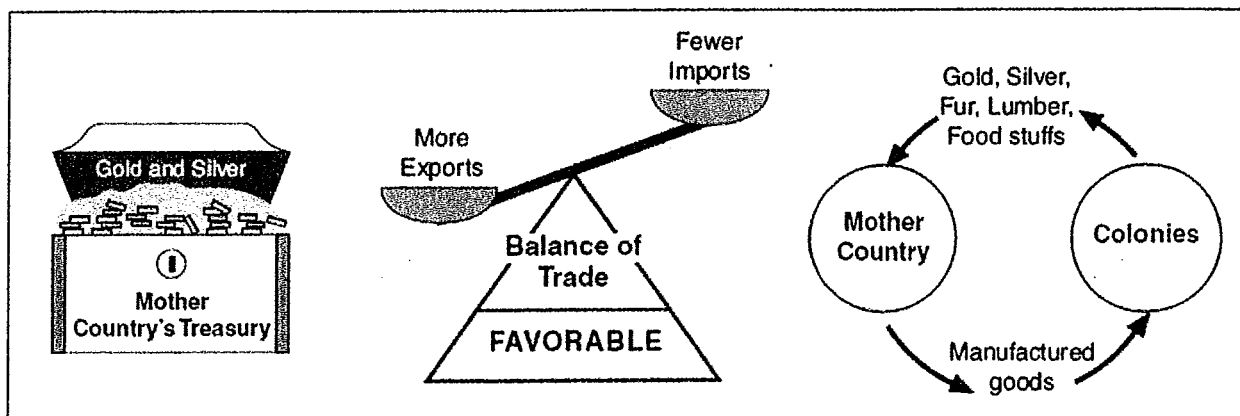 Gold and Silver
Mother
Country's Treasury
Fewer
Imports
More
Exports
Balance of
Trade
FAVORABLE
Gold, Silver,
Fur, Lumber,
Food stuffs
Mother
Country
Colonies
Manufactured
goods